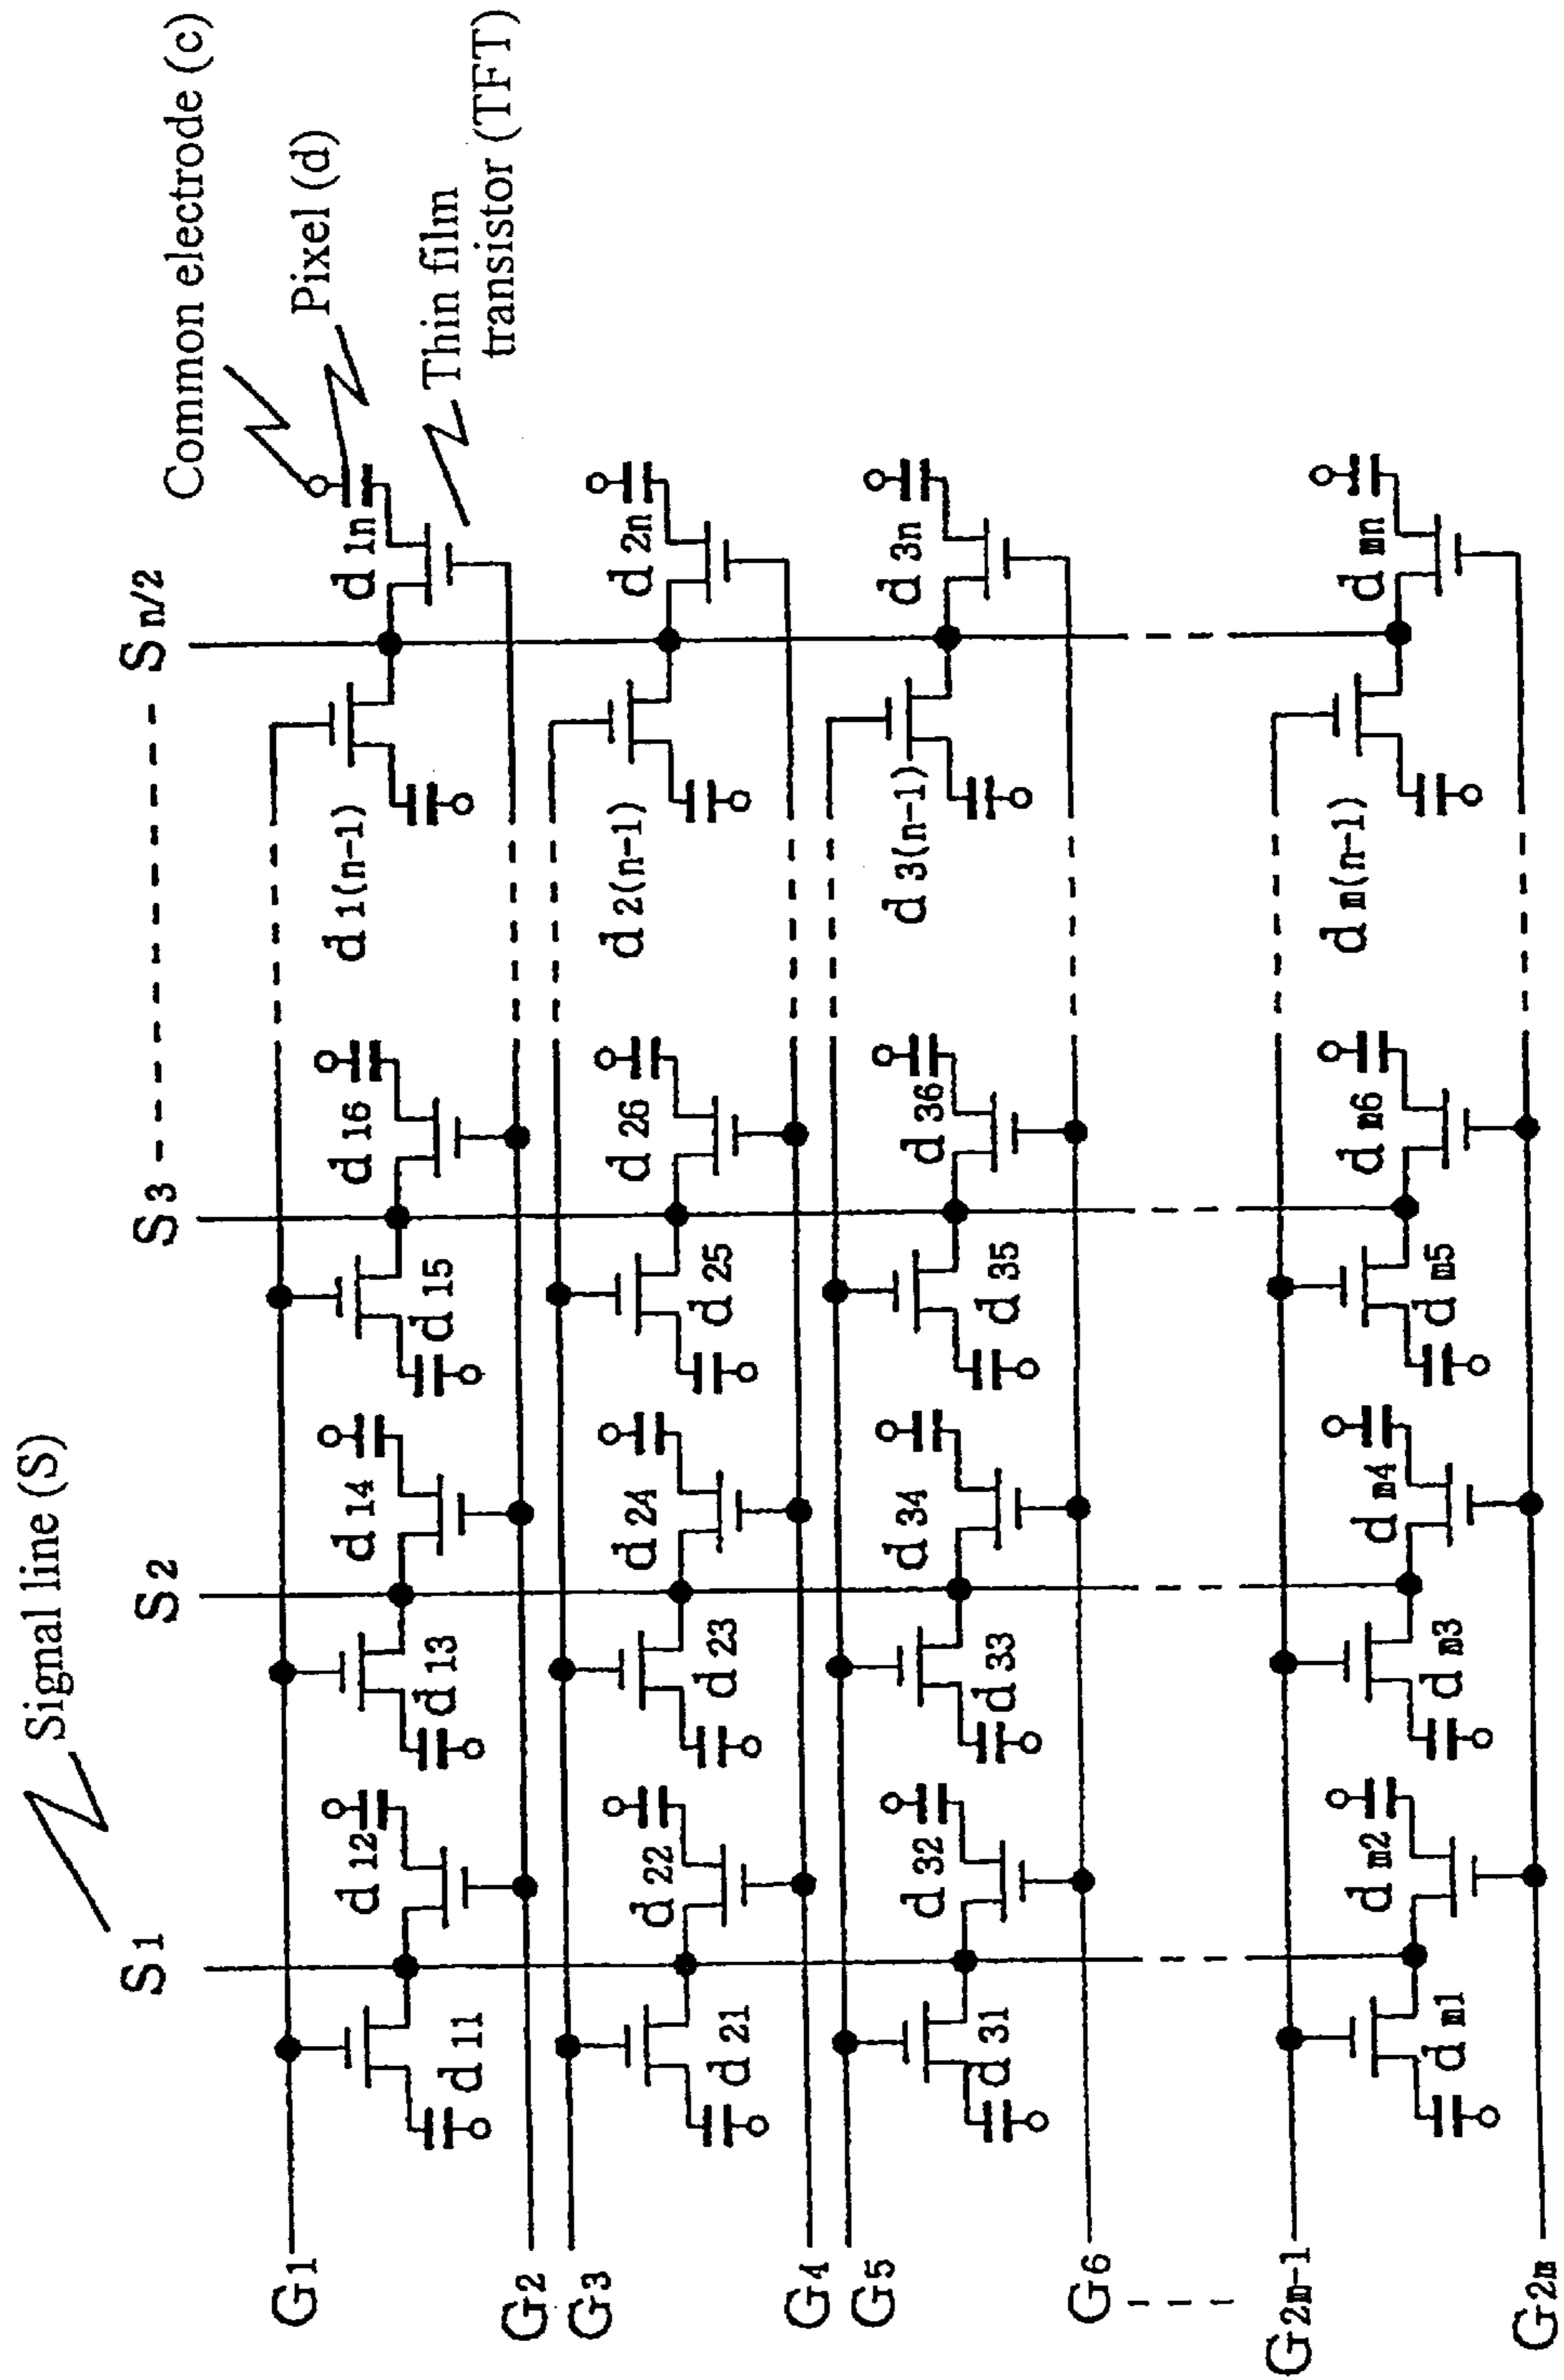 Signal line (S)
Common electrode (c)
Pixel (d)
Thin film
transistor (TFT)
S1 S2 S3 Sn/2
G1
d11 d12 d13 d14 d15 d16 d1(n-1) d1n
G2
G3
d21 d22 d23 d24 d25 d26 d2(n-1) d2n
G4
G5
d31 d32 d33 d34 d35 d36 d3(n-1) d3n
G6
G2m-1
dm1 dm2 dm3 dm4 dm5 dm6 dm(n-1) dmn
G2m